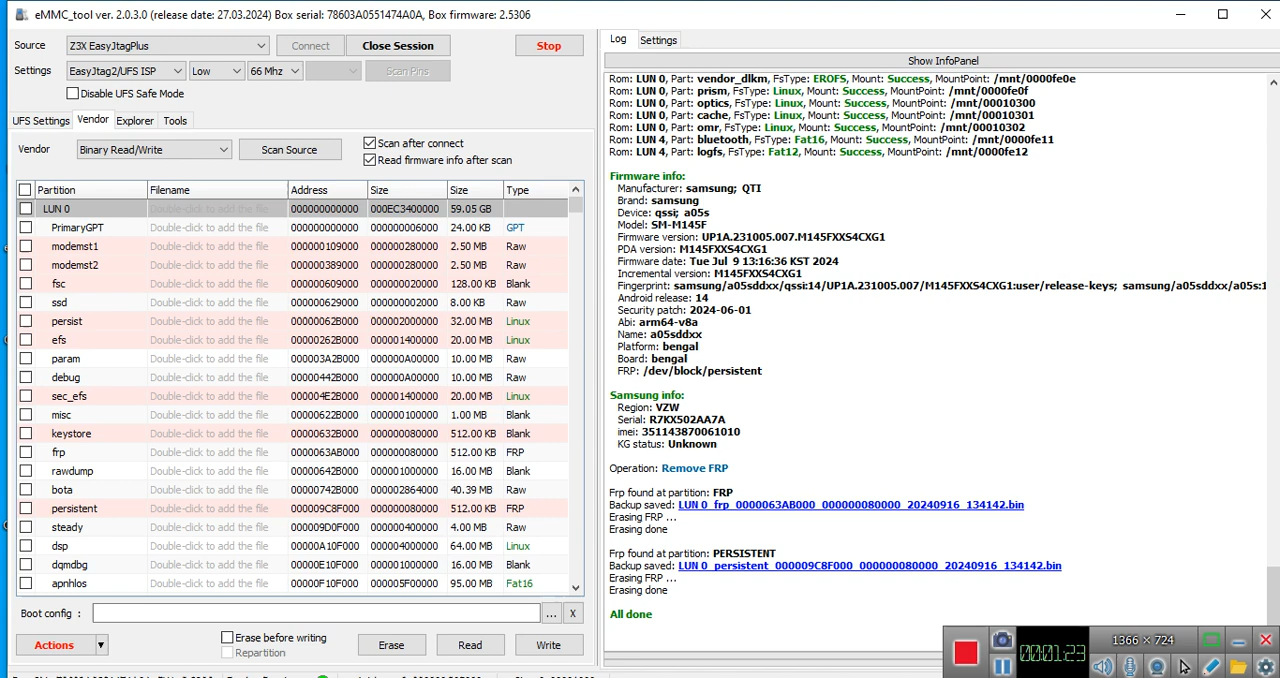 eMMC_tool ver. 2.0.3.0 (release date: 27.03.2024) Box serial: 78603A0551474A0A, Box firmware: 2.5306
Source Z3X EasyJtagPlus Connect Close Session Stop
Settings EasyJtag2/UFS ISP Low 66 Mhz Scan Pins
Disable UFS Safe Mode
UFS Settings Vendor Explorer Tools
Vendor Binary Read/Write Scan Source
Scan after connect
Read firmware info after scan
Partition Filename Address Size Size Type
LUN 0 Double-click to add the file 000000000000 000EC3400000 59.05 GB
PrimaryGPT Double-click to add the file 000000000000 000000006000 24.00 KB GPT
modemst1 Double-click to add the file 000000109000 000000280000 2.50 MB Raw
modemst2 Double-click to add the file 000000389000 000000280000 2.50 MB Raw
fsc Double-click to add the file 000000609000 000000020000 128.00 KB Blank
ssd Double-click to add the file 000000629000 000000002000 8.00 KB Raw
persist Double-click to add the file 00000062B000 000002000000 32.00 MB Linux
efs Double-click to add the file 00000262B000 000001400000 20.00 MB Linux
param Double-click to add the file 000003A2B000 000000A00000 10.00 MB Raw
debug Double-click to add the file 00000442B000 000000A00000 10.00 MB Raw
sec_efs Double-click to add the file 000004E2B000 000001400000 20.00 MB Linux
misc Double-click to add the file 00000622B000 000000100000 1.00 MB Blank
keystore Double-click to add the file 00000632B000 000000080000 512.00 KB Blank
frp Double-click to add the file 0000063AB000 000000080000 512.00 KB FRP
rawdump Double-click to add the file 00000642B000 000001000000 16.00 MB Blank
bota Double-click to add the file 00000742B000 000002864000 40.39 MB Raw
persistent Double-click to add the file 000009C8F000 000000080000 512.00 KB FRP
steady Double-click to add the file 000009D0F000 000000400000 4.00 MB Raw
dsp Double-click to add the file 00000A10F000 000004000000 64.00 MB Linux
dqmdbg Double-click to add the file 00000E10F000 000001000000 16.00 MB Blank
apnhlos Double-click to add the file 00000F10F000 000005F00000 95.00 MB Fat16
Boot config : ... X
Actions Erase before writing Erase Read Write
Repartition
Log Settings
Show InfoPanel
Rom: LUN 0, Part: vendor_dlkm, FsType: EROFS, Mount: Success, MountPoint: /mnt/0000fe0e
Rom: LUN 0, Part: prism, FsType: Linux, Mount: Success, MountPoint: /mnt/0000fe0f
Rom: LUN 0, Part: optics, FsType: Linux, Mount: Success, MountPoint: /mnt/00010300
Rom: LUN 0, Part: cache, FsType: Linux, Mount: Success, MountPoint: /mnt/00010301
Rom: LUN 0, Part: omr, FsType: Linux, Mount: Success, MountPoint: /mnt/00010302
Rom: LUN 4, Part: bluetooth, FsType: Fat16, Mount: Success, MountPoint: /mnt/0000fe11
Rom: LUN 4, Part: logfs, FsType: Fat12, Mount: Success, MountPoint: /mnt/0000fe12
Firmware info:
Manufacturer: samsung; QTI
Brand: samsung
Device: qssi; a05s
Model: SM-M145F
Firmware version: UP1A.231005.007.M145FXXS4CXG1
PDA version: M145FXXS4CXG1
Firmware date: Tue Jul 9 13:16:36 KST 2024
Incremental version: M145FXXS4CXG1
Fingerprint: samsung/a05sddxx/qssi:14/UP1A.231005.007/M145FXXS4CXG1:user/release-keys; samsung/a05sddxx/a05s:1
Android release: 14
Security patch: 2024-06-01
Abi: arm64-v8a
Name: a05sddxx
Platform: bengal
Board: bengal
FRP: /dev/block/persistent
Samsung info:
Region: VZW
Serial: R7KX502AA7A
imei: 351143870061010
KG status: Unknown
Operation: Remove FRP
Frp found at partition: FRP
Backup saved: LUN 0_frp_0000063AB000_000000080000_20240916_134142.bin
Erasing FRP ...
Erasing done
Frp found at partition: PERSISTENT
Backup saved: LUN 0_persistent_000009C8F000_000000080000_20240916_134142.bin
Erasing FRP ...
Erasing done
All done
00:01:23 1366 × 724